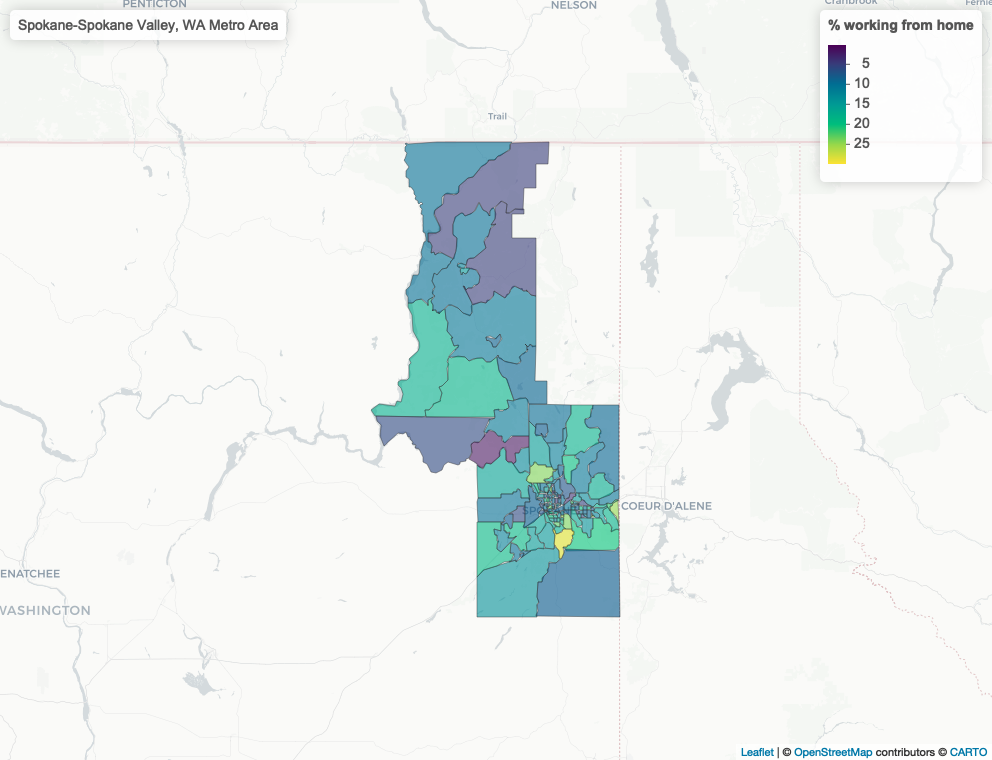 PENTICTON
NELSON
Cranbrook
Fernie
Spokane-Spokane Valley, WA Metro Area
% working from home
5
10
15
20
25
Trail
COEUR D'ALENE
ENATCHEE
WASHINGTON
Leaflet | © OpenStreetMap contributors © CARTO